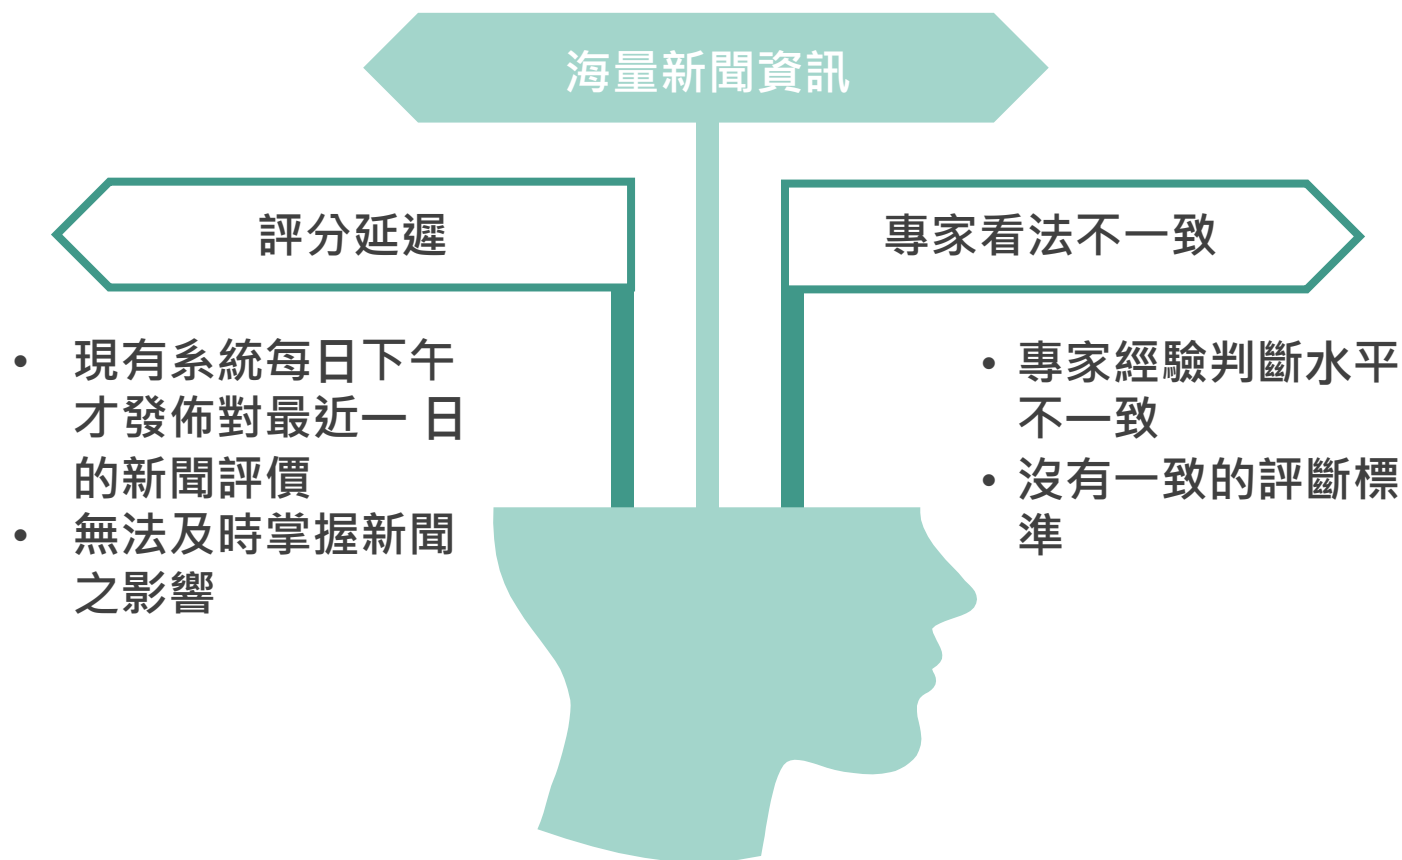 海量新聞資訊
評分延遲
• 現有系統每日下午
才發佈對最近一 日
的新聞評價
• 無法及時掌握新聞
之影響
專家看法不一致
• 專家經驗判斷水平
不一致
• 沒有一致的評斷標
準